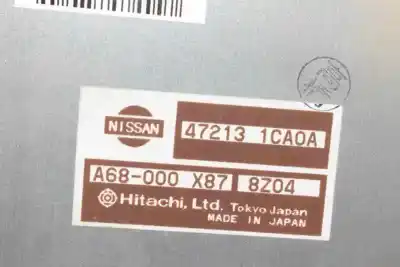 NISSAN
47213 1CA0A
A68-000 X87 8Z04
Hitachi, Ltd. Tokyo Japan
MADE IN JAPAN